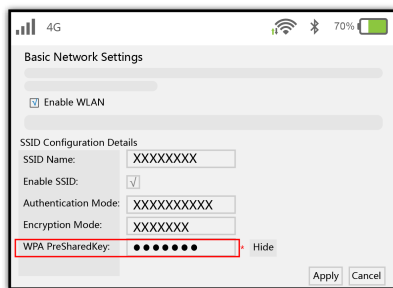 4G 70%
Basic Network Settings
Enable WLAN
SSID Configuration Details
SSID Name: XXXXXXXX
Enable SSID:
Authentication Mode: XXXXXXXXXX
Encryption Mode: XXXXXXX
WPA PreSharedKey: ●●●●●●● * Hide
Apply Cancel